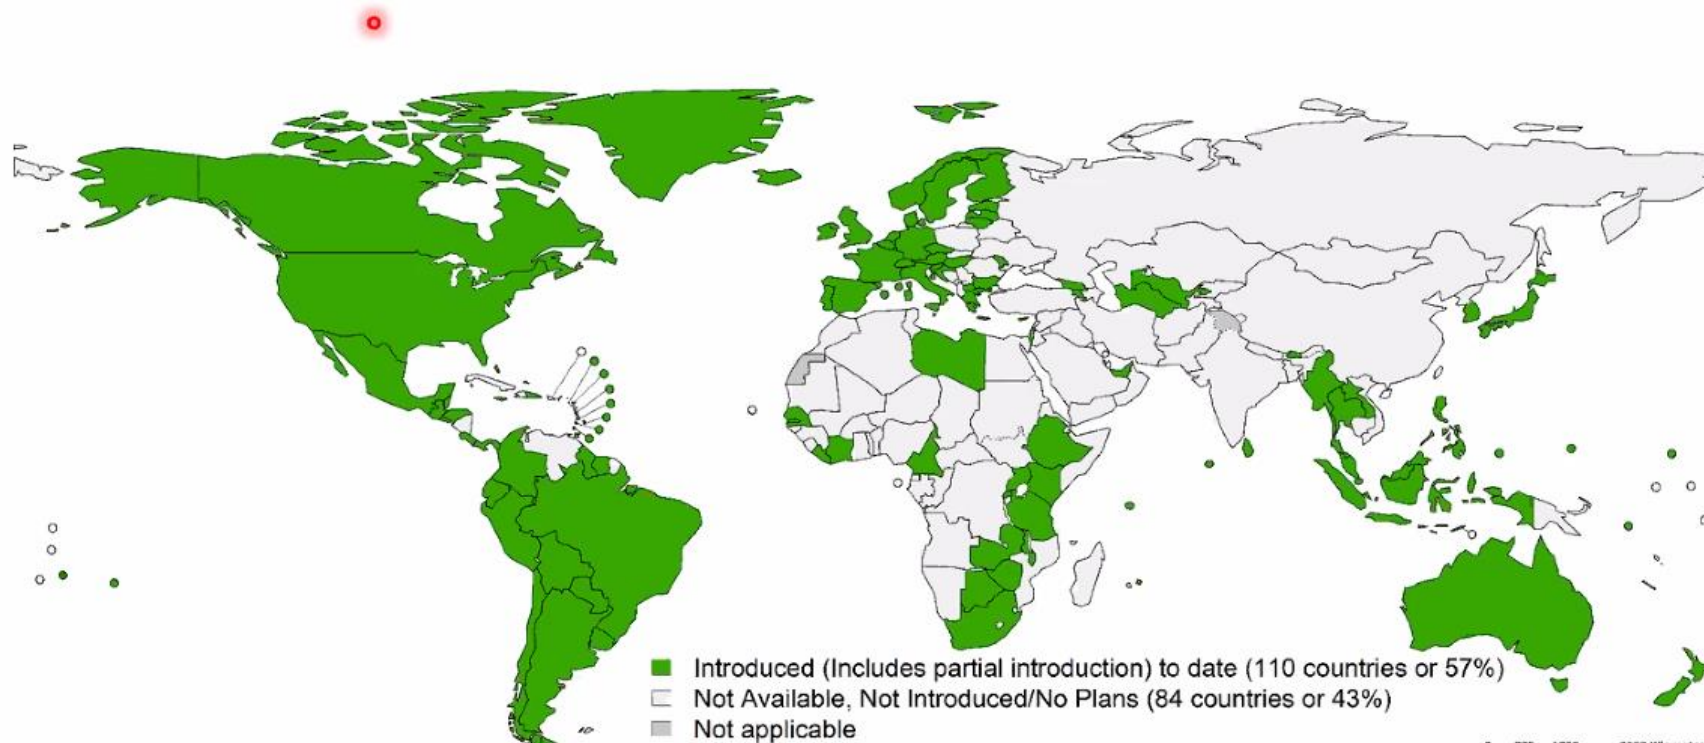 Introduced (Includes partial introduction) to date (110 countries or 57%)
Not Available, Not Introduced/No Plans (84 countries or 43%)
Not applicable